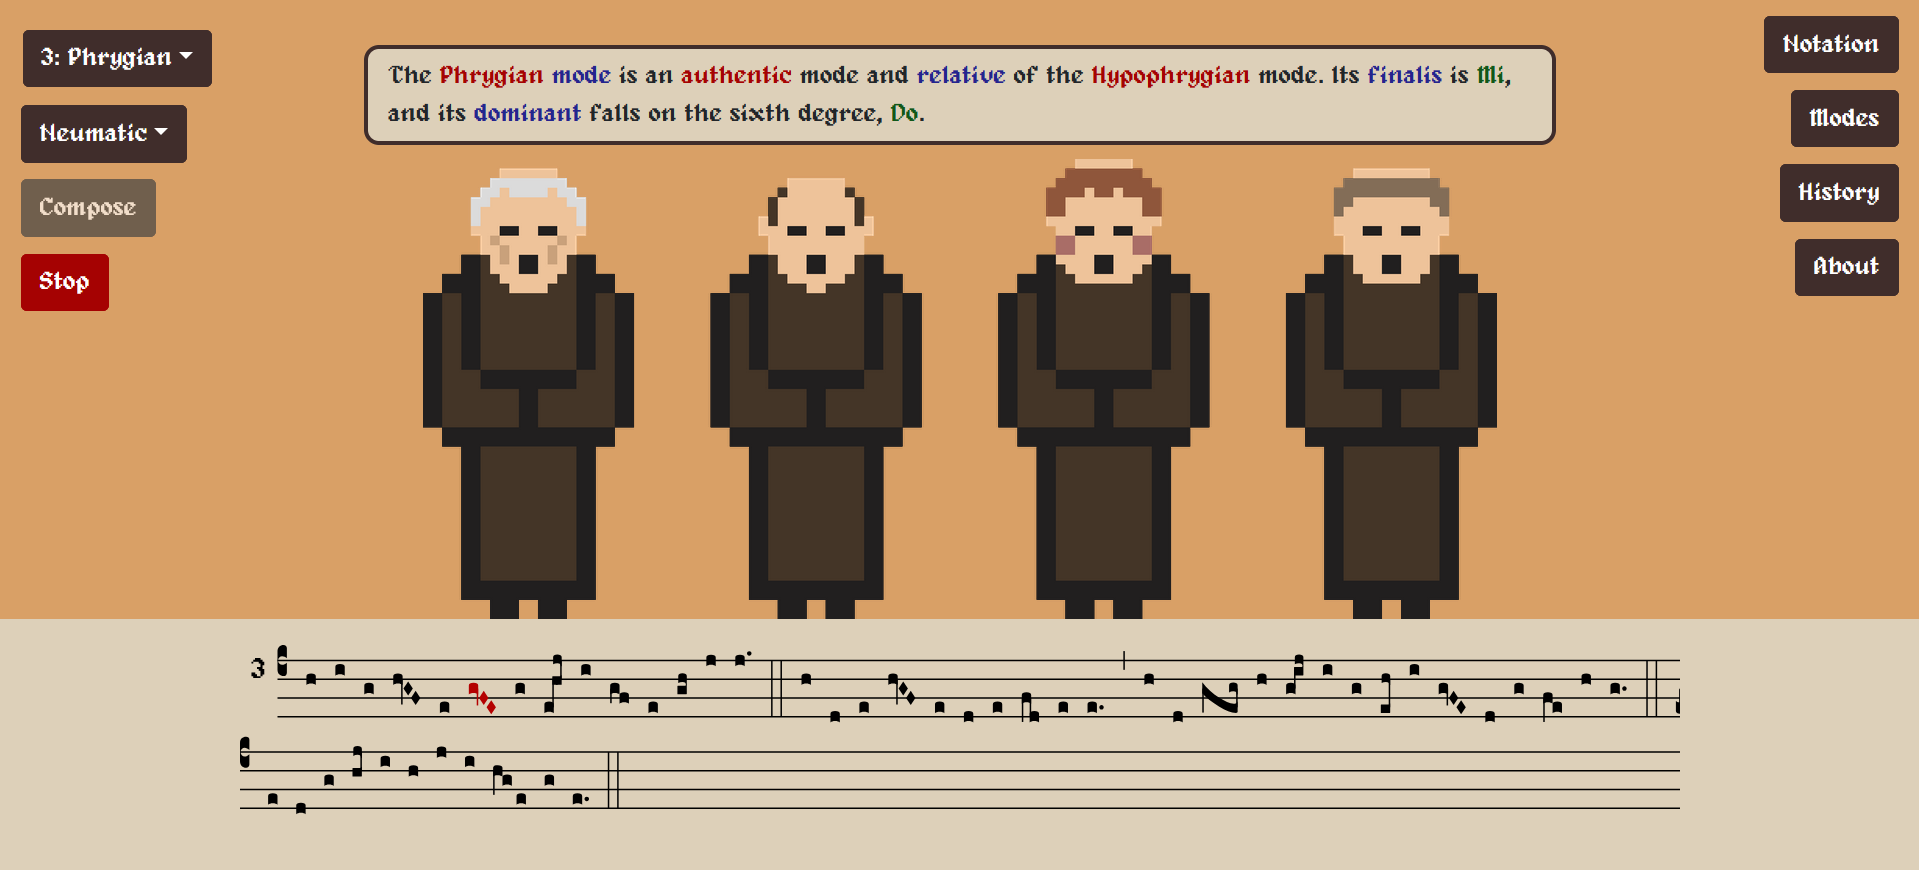 3: Phrygian
Neumatic
Compose
Stop
The Phrygian mode is an authentic mode and relative of the Hypophrygian mode. Its finalis is Mi,
and its dominant falls on the sixth degree, Do.
Notation
Modes
History
About
3